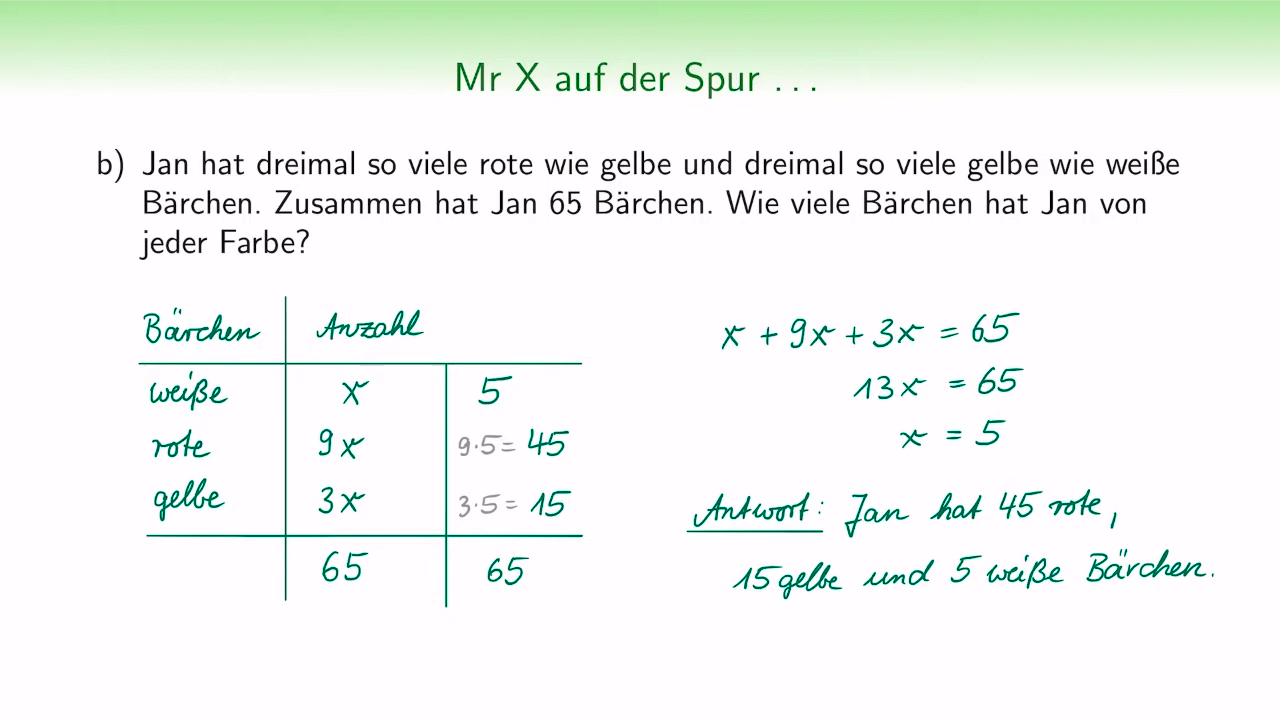 Mr X auf der Spur ...
b) Jan hat dreimal so viele rote wie gelbe und dreimal so viele gelbe wie weiße
Bärchen. Zusammen hat Jan 65 Bärchen. Wie viele Bärchen hat Jan von
jeder Farbe?
Bärchen Anzahl
weiße x 5
rote 9x 9·5= 45
gelbe 3x 3·5= 15
65 65
x + 9x + 3x = 65
13x = 65
x = 5
Antwort: Jan hat 45 rote,
15 gelbe und 5 weiße Bärchen.